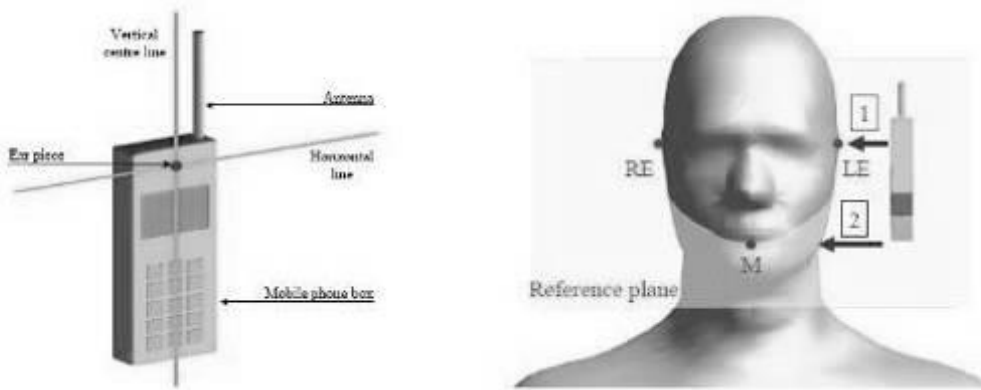 Vertical
centre line
Antenna
Ear piece
Horizontal
line
Mobile phone box
1
RE
LE
2
M
Reference plane